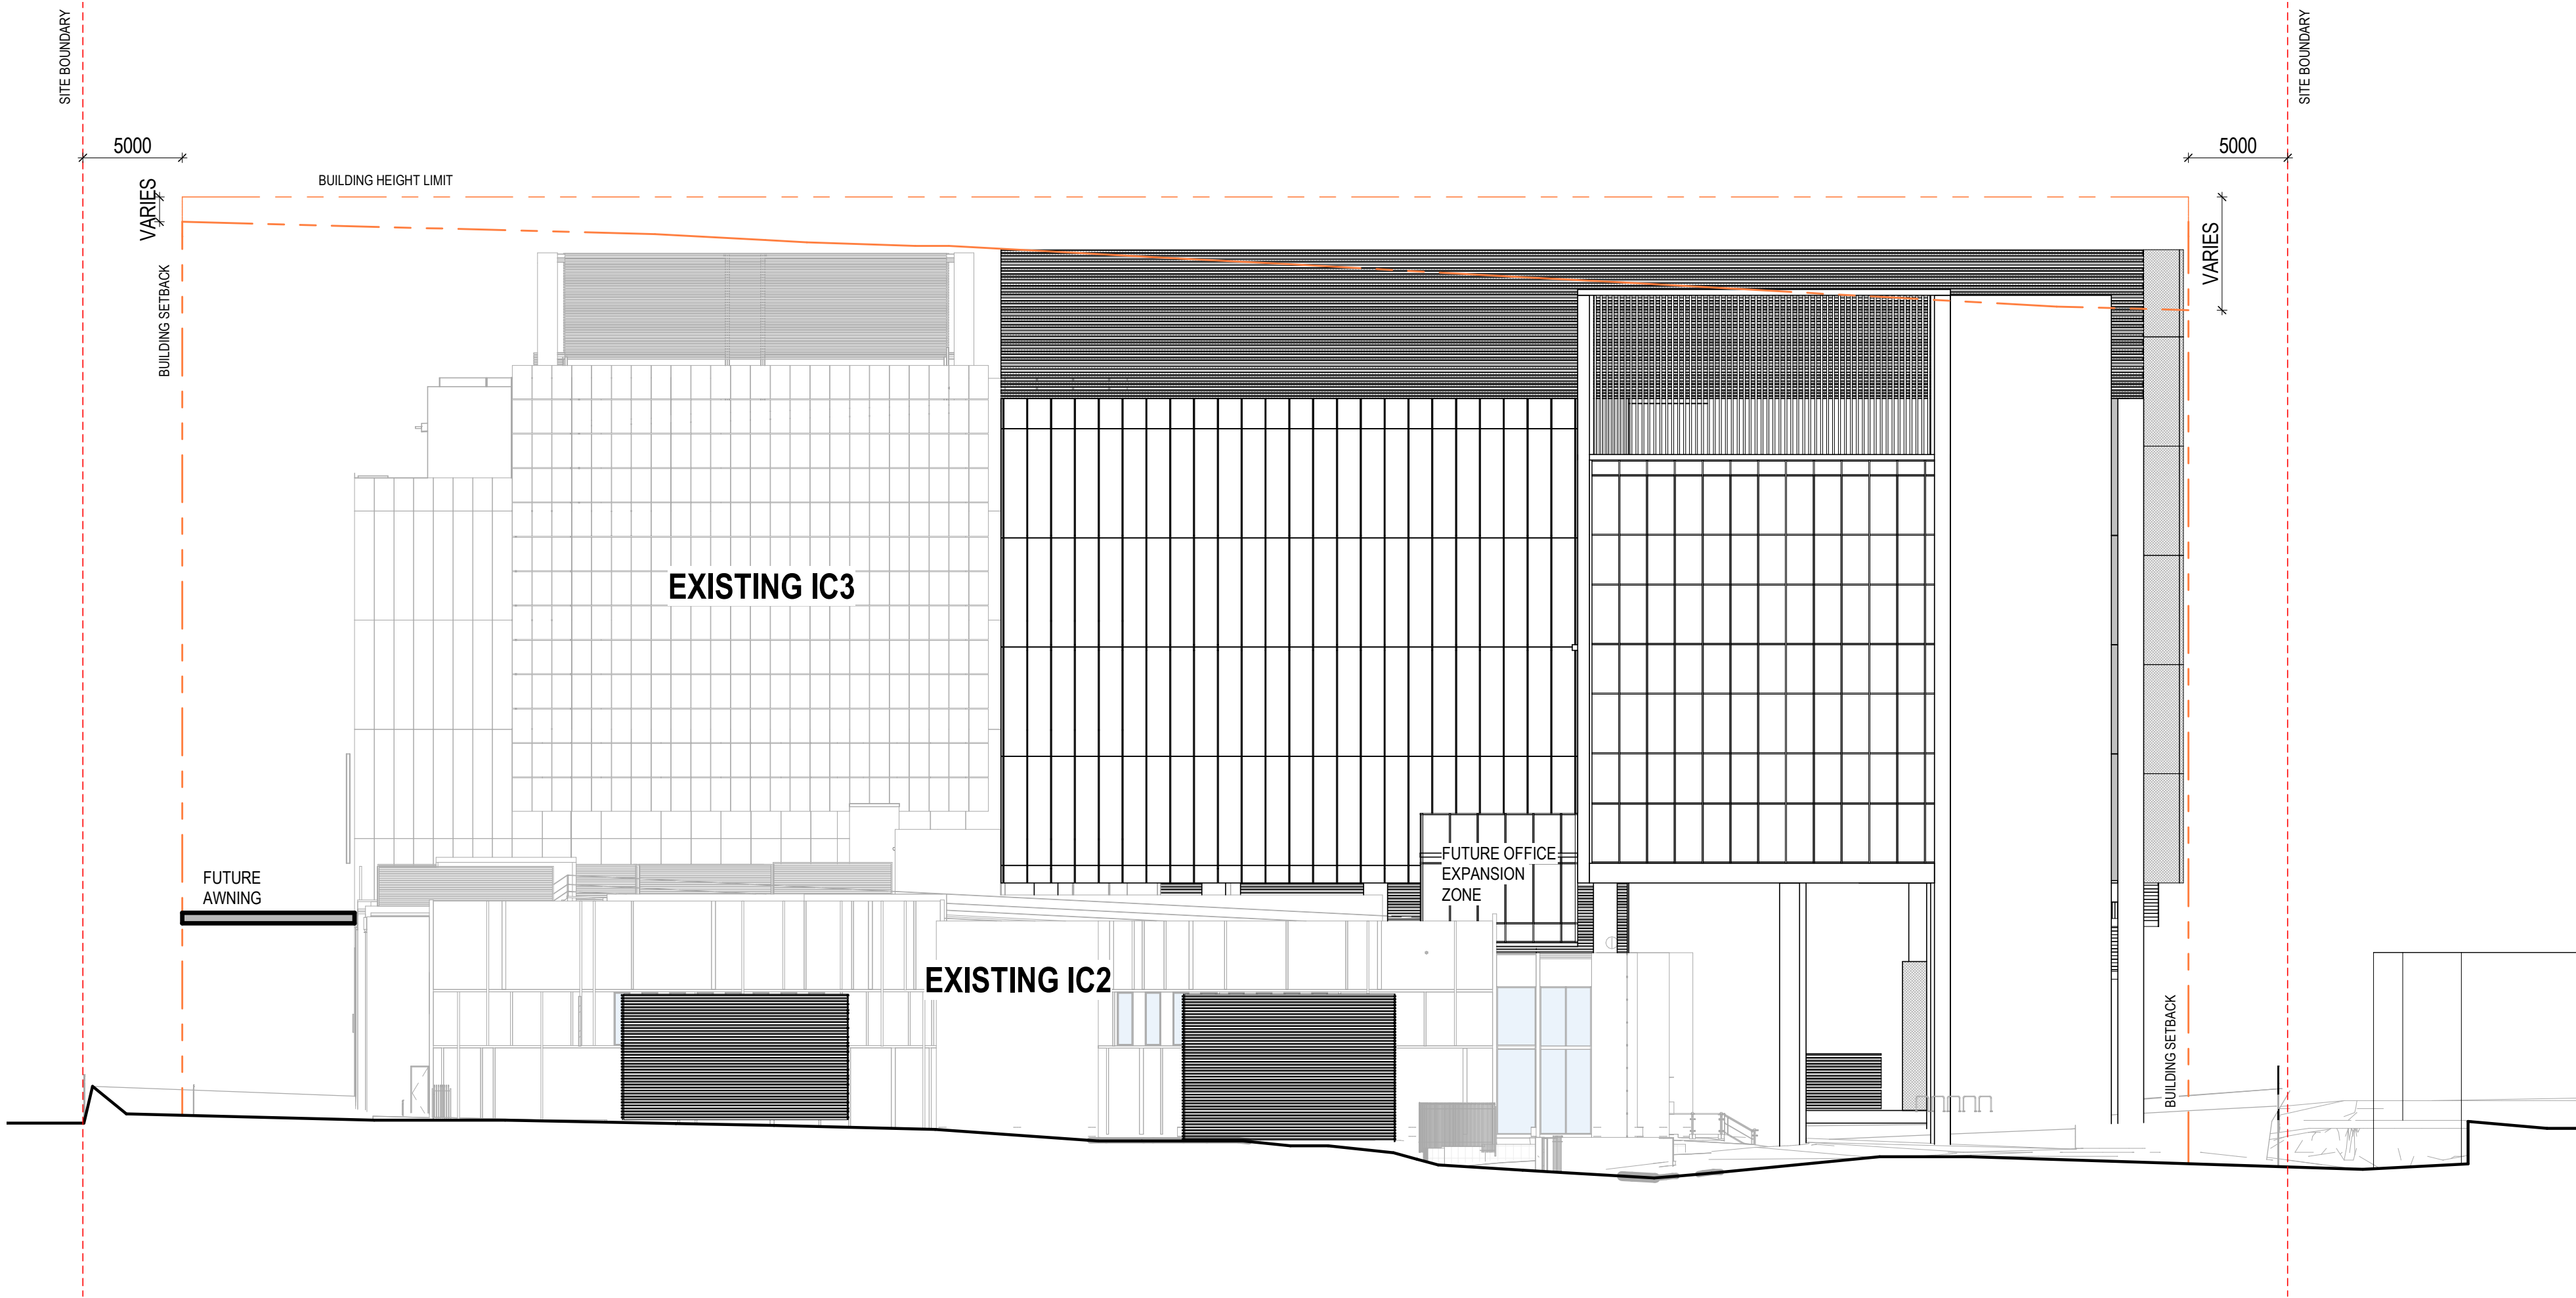 SITE BOUNDARY
SITE BOUNDARY
5000
5000
BUILDING HEIGHT LIMIT
VARIES
VARIES
BUILDING SETBACK
EXISTING IC3
FUTURE OFFICE
EXPANSION
ZONE
FUTURE
AWNING
EXISTING IC2
BUILDING SETBACK